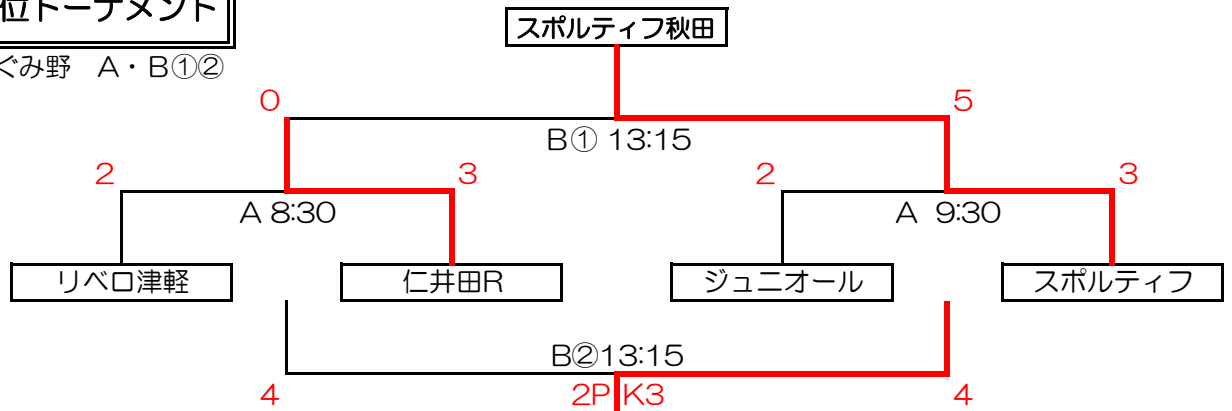 位トーナメント
スポルティフ秋田
ぐみ野 A・B①②
0
5
B① 13:15
2
3
2
3
A 8:30
A 9:30
リベロ津軽
仁井田R
ジュニオール
スポルティフ
B②13:15
4
2PK3
4